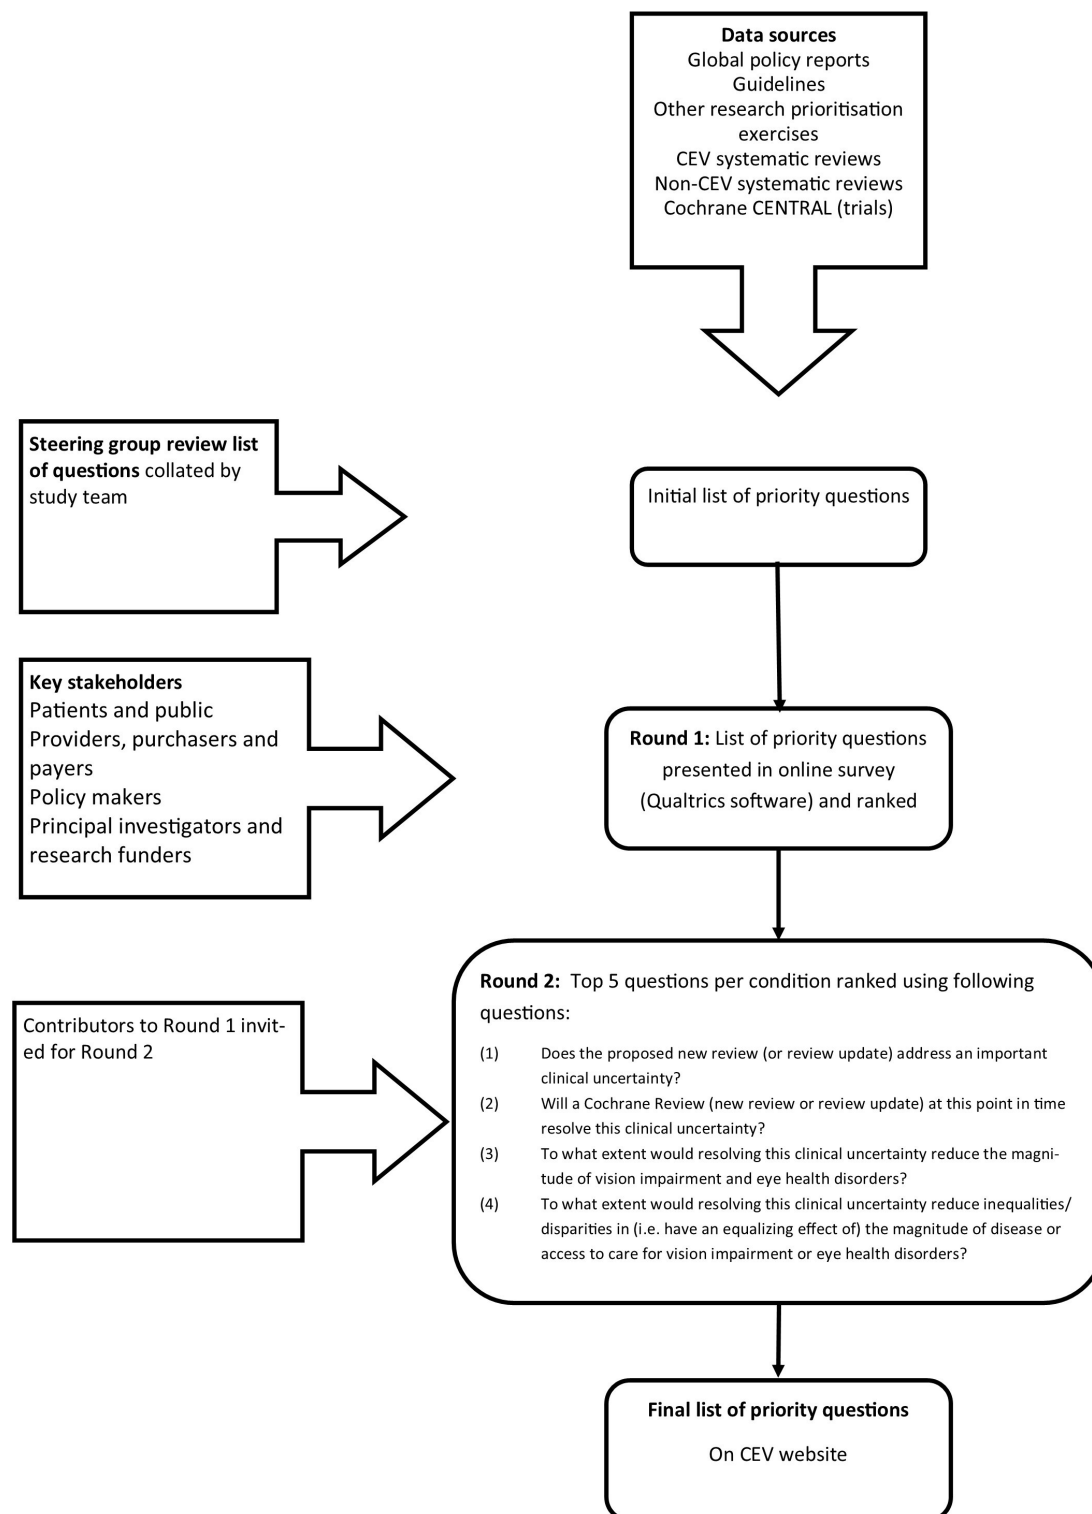 Data sources
Global policy reports
Guidelines
Other research prioritisation
exercises
CEV systematic reviews
Non-CEV systematic reviews
Cochrane CENTRAL (trials)
Steering group review list
of questions collated by
study team
Initial list of priority questions
Key stakeholders
Patients and public
Providers, purchasers and
payers
Policy makers
Principal investigators and
research funders
Round 1: List of priority questions
presented in online survey
(Qualtrics software) and ranked
Contributors to Round 1 invit-
ed for Round 2
Round 2: Top 5 questions per condition ranked using following
questions:
(1) Does the proposed new review (or review update) address an important
clinical uncertainty?
(2) Will a Cochrane Review (new review or review update) at this point in time
resolve this clinical uncertainty?
(3) To what extent would resolving this clinical uncertainty reduce the magni-
tude of vision impairment and eye health disorders?
(4) To what extent would resolving this clinical uncertainty reduce inequalities/
disparities in (i.e. have an equalizing effect of) the magnitude of disease or
access to care for vision impairment or eye health disorders?
Final list of priority questions
On CEV website